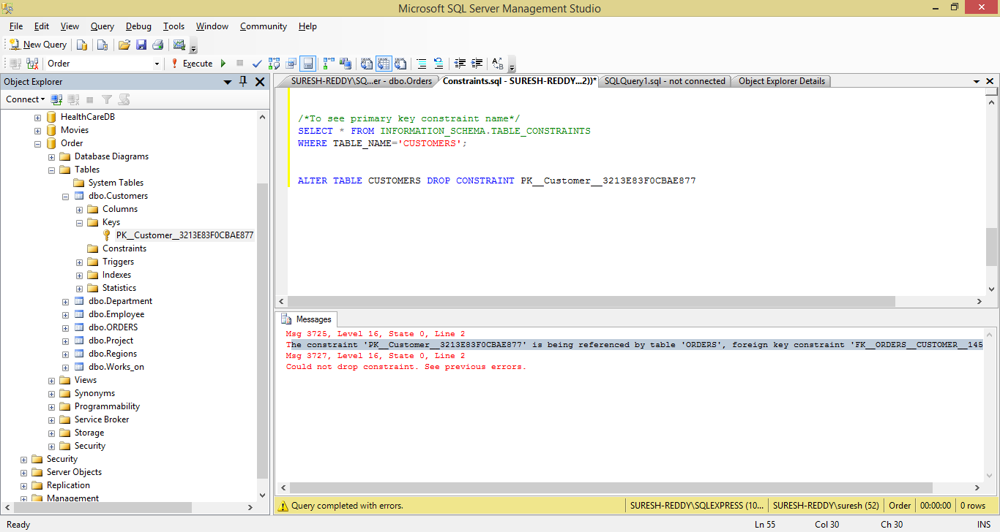 Microsoft SQL Server Management Studio
File Edit View Query Debug Tools Window Community Help
New Query
Order Execute
Object Explorer
Connect
HealthCareDB
Movies
Order
Database Diagrams
Tables
System Tables
dbo.Customers
Columns
Keys
PK__Customer__3213E83F0CBAE877
Constraints
Triggers
Indexes
Statistics
dbo.Department
dbo.Employee
dbo.ORDERS
dbo.Project
dbo.Regions
dbo.Works_on
Views
Synonyms
Programmability
Service Broker
Storage
Security
Security
Server Objects
Replication
Management
SURESH-REDDY\SQ...er - dbo.Orders Constraints.sql - SURESH-REDDY...2))* SQLQuery1.sql - not connected Object Explorer Details
/*To see primary key constraint name*/
SELECT * FROM INFORMATION_SCHEMA.TABLE_CONSTRAINTS
WHERE TABLE_NAME='CUSTOMERS';
ALTER TABLE CUSTOMERS DROP CONSTRAINT PK__Customer__3213E83F0CBAE877
Messages
Msg 3725, Level 16, State 0, Line 2
The constraint 'PK__Customer__3213E83F0CBAE877' is being referenced by table 'ORDERS', foreign key constraint 'FK__ORDERS__CUSTOMER__145
Msg 3727, Level 16, State 0, Line 2
Could not drop constraint. See previous errors.
Query completed with errors. SURESH-REDDY\SQLEXPRESS (10... SURESH-REDDY\suresh (52) Order 00:00:00 0 rows
Ready Ln 55 Col 30 Ch 30 INS